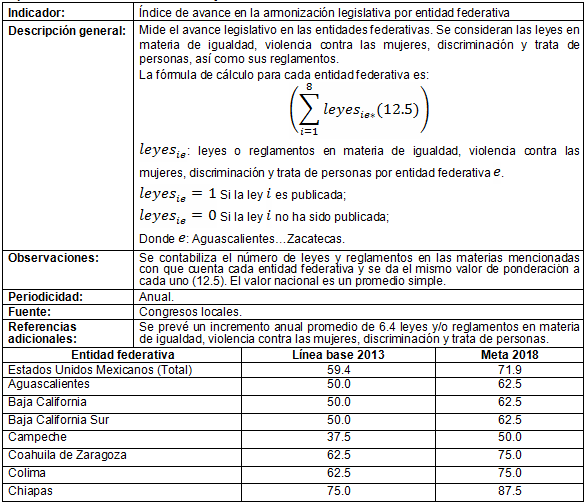 Indicador: Índice de avance en la armonización legislativa por entidad federativa
Descripción general: Mide el avance legislativo en las entidades federativas. Se consideran las leyes en
materia de igualdad, violencia contra las mujeres, discriminación y trata de
personas, así como sus reglamentos.
La fórmula de cálculo para cada entidad federativa es:
(∑_{i=1}^{8} leyes_{ie*}(12.5))
leyes_{ie}: leyes o reglamentos en materia de igualdad, violencia contra las
mujeres, discriminación y trata de personas por entidad federativa e.
leyes_{ie} = 1 Si la ley i es publicada;
leyes_{ie} = 0 Si la ley i no ha sido publicada;
Donde e: Aguascalientes…Zacatecas.
Observaciones: Se contabiliza el número de leyes y reglamentos en las materias mencionadas
con que cuenta cada entidad federativa y se da el mismo valor de ponderación a
cada uno (12.5). El valor nacional es un promedio simple.
Periodicidad: Anual.
Fuente: Congresos locales.
Referencias adicionales: Se prevé un incremento anual promedio de 6.4 leyes y/o reglamentos en materia
de igualdad, violencia contra las mujeres, discriminación y trata de personas.
Entidad federativa Línea base 2013 Meta 2018
Estados Unidos Mexicanos (Total) 59.4 71.9
Aguascalientes 50.0 62.5
Baja California 50.0 62.5
Baja California Sur 50.0 62.5
Campeche 37.5 50.0
Coahuila de Zaragoza 62.5 75.0
Colima 62.5 75.0
Chiapas 75.0 87.5